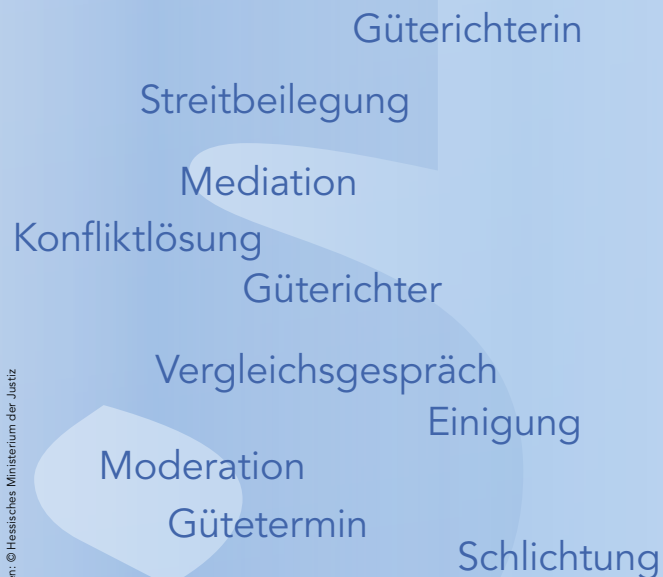 Güterichterin
Streitbeilegung
Mediation
Konfliktlösung
Güterichter
Vergleichsgespräch
Einigung
Moderation
Gütetermin
Schlichtung
© Hessisches Ministerium der Justiz